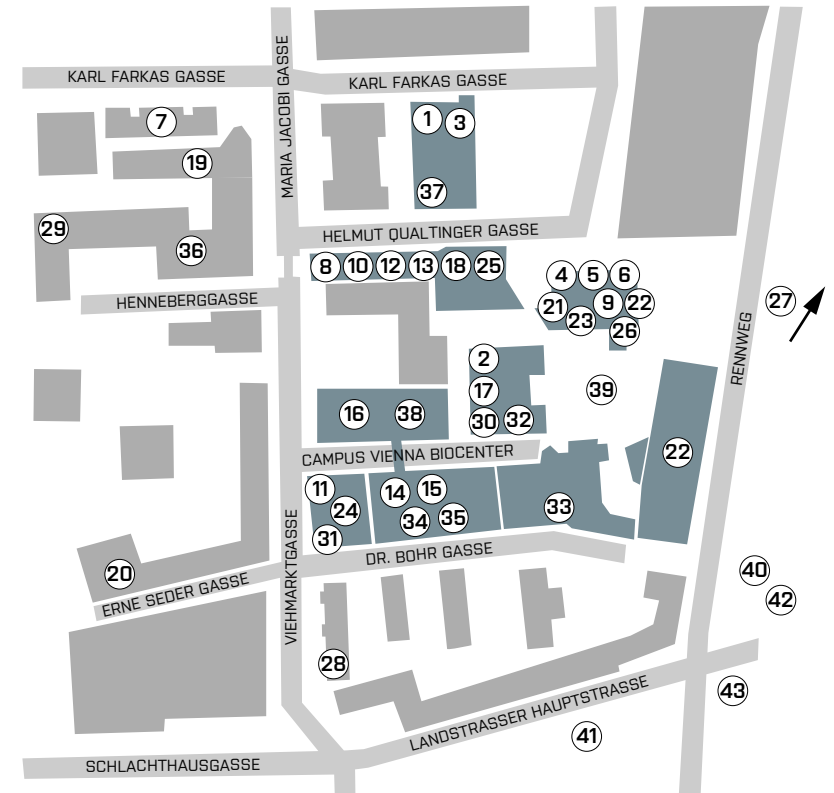 KARL FARKAS GASSE
MARIA JACOBI GASSE
KARL FARKAS GASSE
1
3
7
19
37
29
36
HELMUT QUALTINGER GASSE
8 10 12 13 18 25
4 5 6
21 9 22
23
26
27
HENNEBERGGASSE
RENNWEG
2
17
30 32
39
16 38
CAMPUS VIENNA BIOCENTER
22
11
24
31
14 15
34 35
33
VIEHMARKTGASSE
DR. BOHR GASSE
20
ERNE SEDER GASSE
40
42
28
43
LANDSTRASSER HAUPTSTRASSE
41
SCHLACHTHAUSGASSE